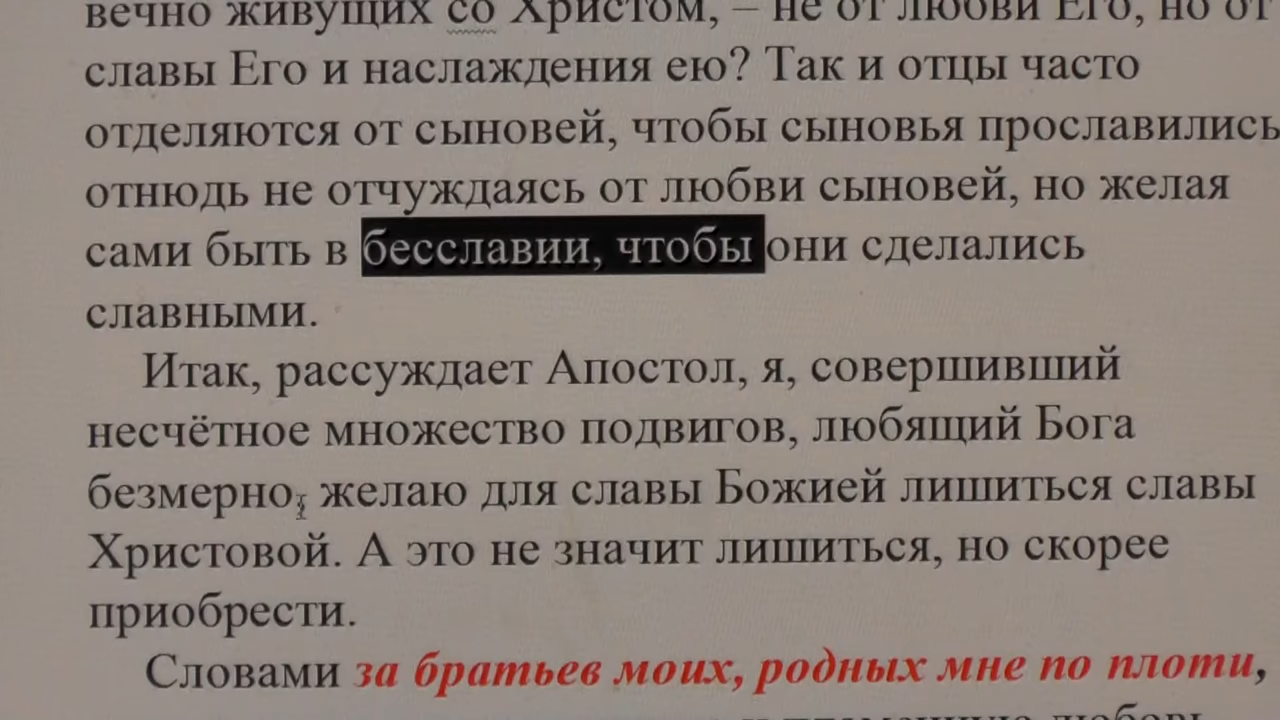 вечно живущих со Христом, – не от любви Его, но от
славы Его и наслаждения ею? Так и отцы часто
отделяются от сыновей, чтобы сыновья прославились
отнюдь не отчуждаясь от любви сыновей, но желая
сами быть в бесславии, чтобы они сделались
славными.
Итак, рассуждает Апостол, я, совершивший
несчётное множество подвигов, любящий Бога
безмерно, желаю для славы Божией лишиться славы
Христовой. А это не значит лишиться, но скорее
приобрести.
Словами за братьев моих, родных мне по плоти,
и пламенную любовь